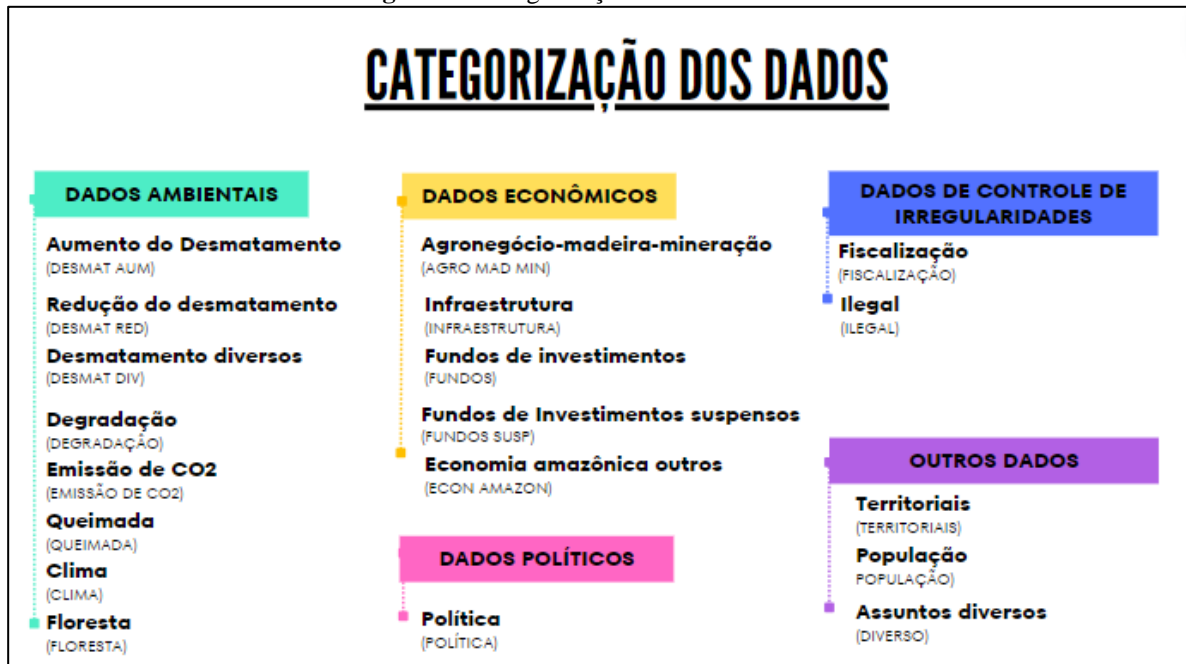 CATEGORIZAÇÃO DOS DADOS
DADOS AMBIENTAIS
Aumento do Desmatamento
(DESMAT AUM)
Redução do desmatamento
(DESMAT RED)
Desmatamento diversos
(DESMAT DIV)
Degradação
(DEGRADAÇÃO)
Emissão de CO2
(EMISSÃO DE CO2)
Queimada
(QUEIMADA)
Clima
(CLIMA)
Floresta
(FLORESTA)
DADOS ECONÔMICOS
Agronegócio-madeira-mineração
(AGRO MAD MIN)
Infraestrutura
(INFRAESTRUTURA)
Fundos de investimentos
(FUNDOS)
Fundos de Investimentos suspensos
(FUNDOS SUSP)
Economia amazônica outros
(ECON AMAZON)
DADOS POLÍTICOS
Política
(POLÍTICA)
DADOS DE CONTROLE DE
IRREGULARIDADES
Fiscalização
(FISCALIZAÇÃO)
Ilegal
(ILEGAL)
OUTROS DADOS
Territoriais
(TERRITORIAIS)
População
POPULAÇÃO)
Assuntos diversos
(DIVERSO)